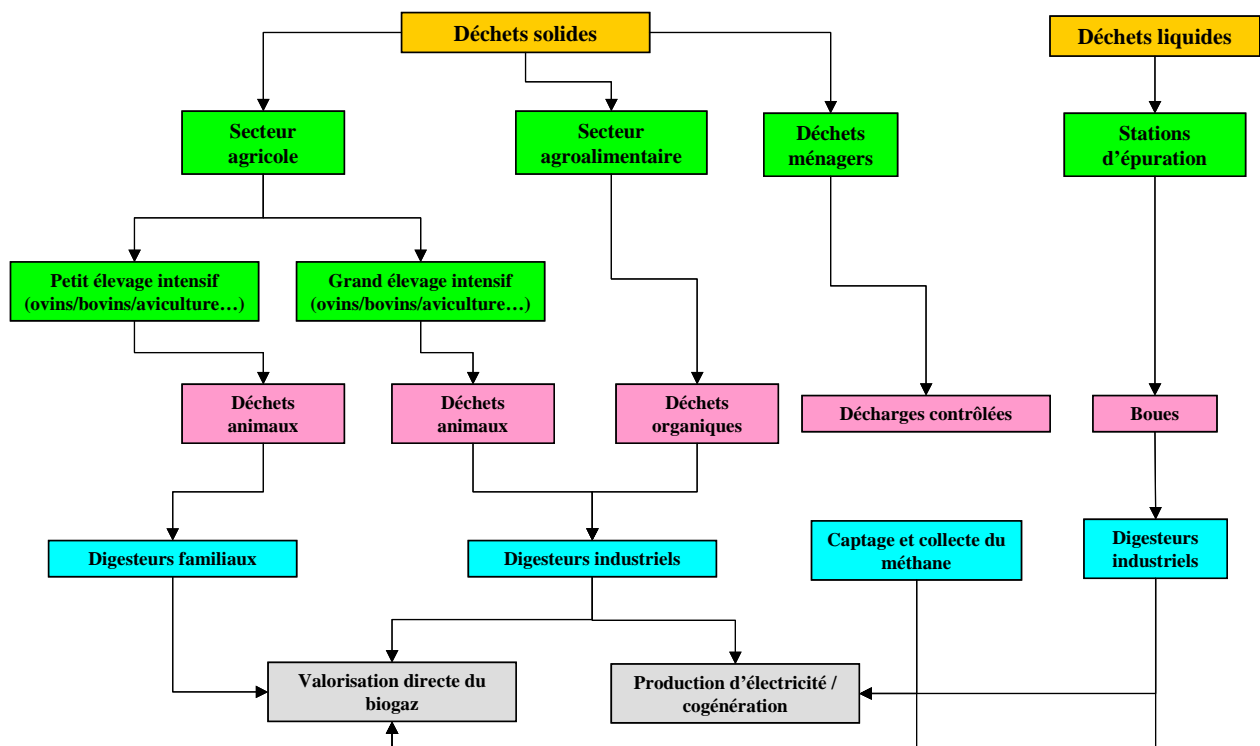 Déchets solides
Déchets liquides
Secteur
agricole
Secteur
agroalimentaire
Déchets
ménagers
Stations
d’épuration
Petit élevage intensif
(ovins/bovins/aviculture…)
Grand élevage intensif
(ovins/bovins/aviculture…)
Déchets
animaux
Déchets
animaux
Déchets
organiques
Décharges contrôlées
Boues
Digesteurs familiaux
Digesteurs industriels
Captage et collecte du
méthane
Digesteurs
industriels
Valorisation directe du
biogaz
Production d’électricité /
cogénération